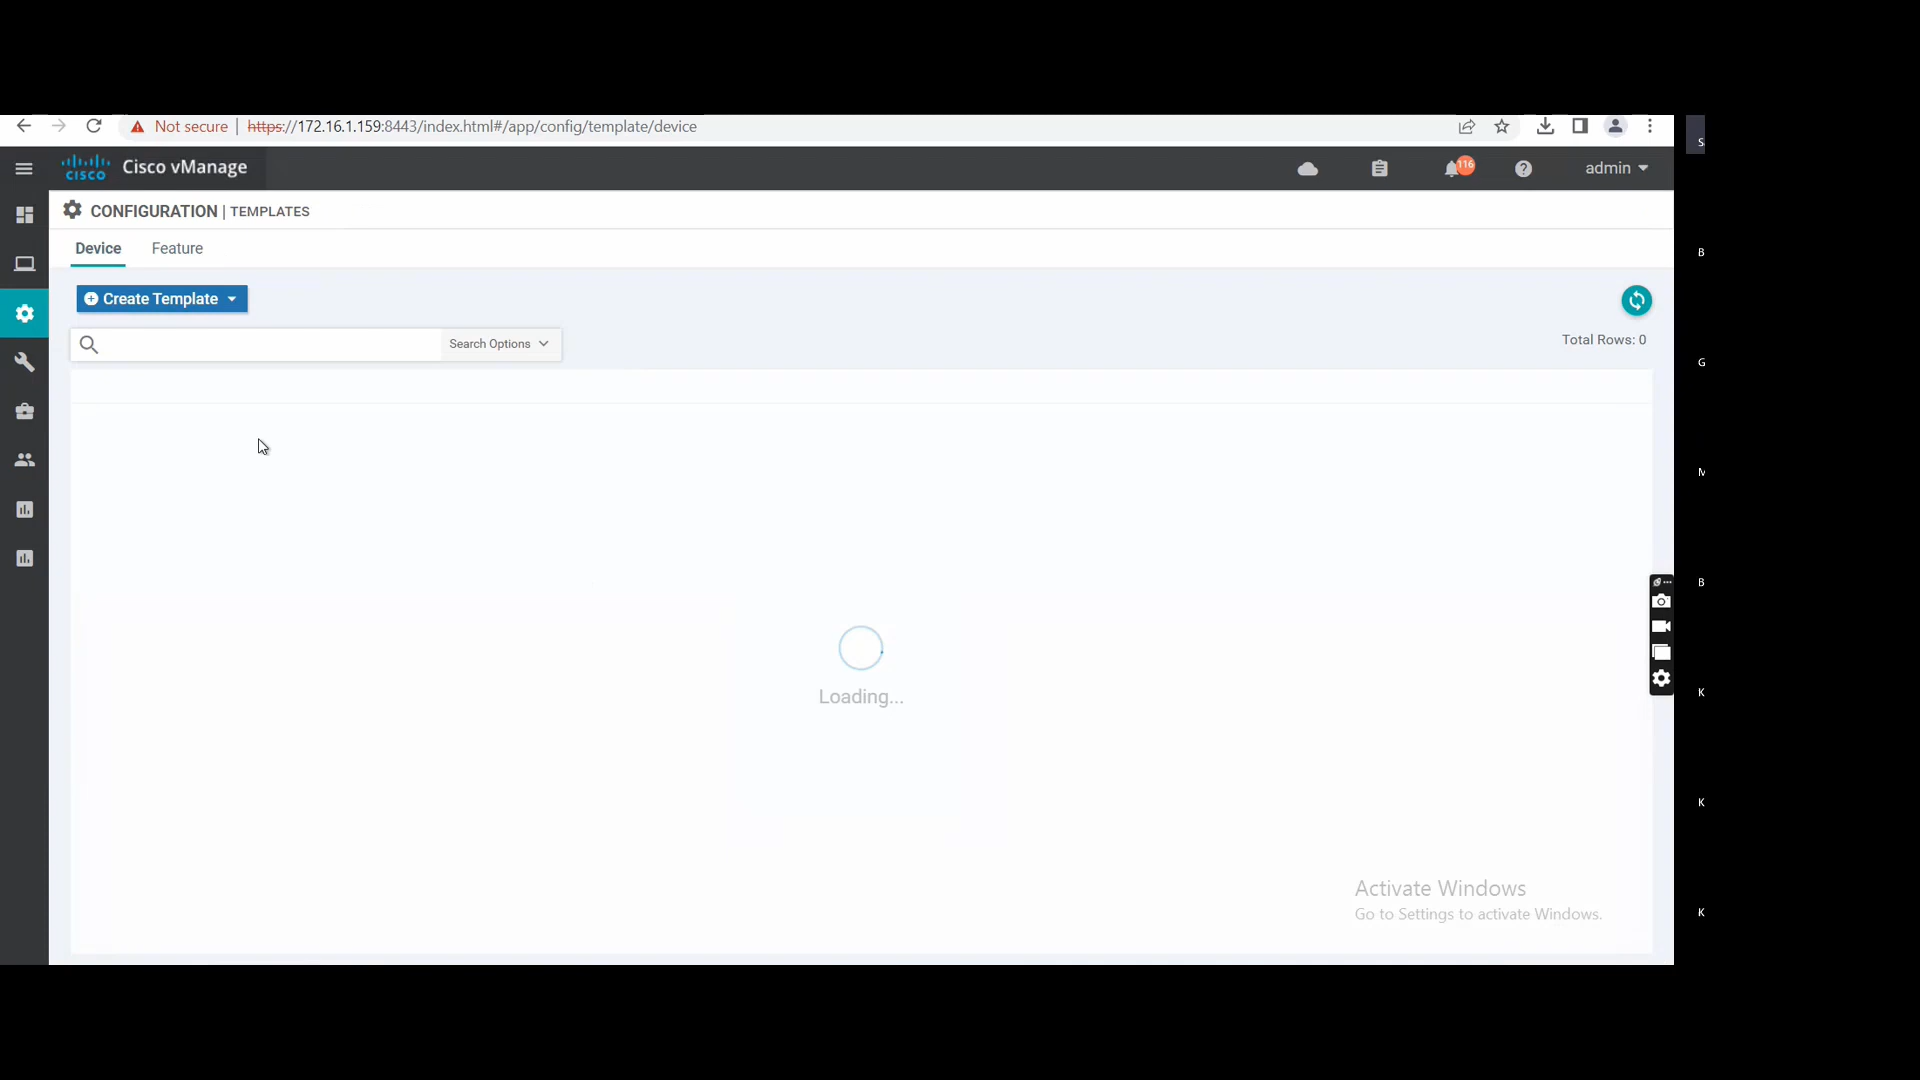 Not secure | https://172.16.1.159:8443/index.html#/app/config/template/device
cisco Cisco vManage
116
admin
CONFIGURATION | TEMPLATES
Device Feature
Create Template
Search Options
Total Rows: 0
Loading...
Activate Windows
Go to Settings to activate Windows.
S
B
G
M
B
K
K
K